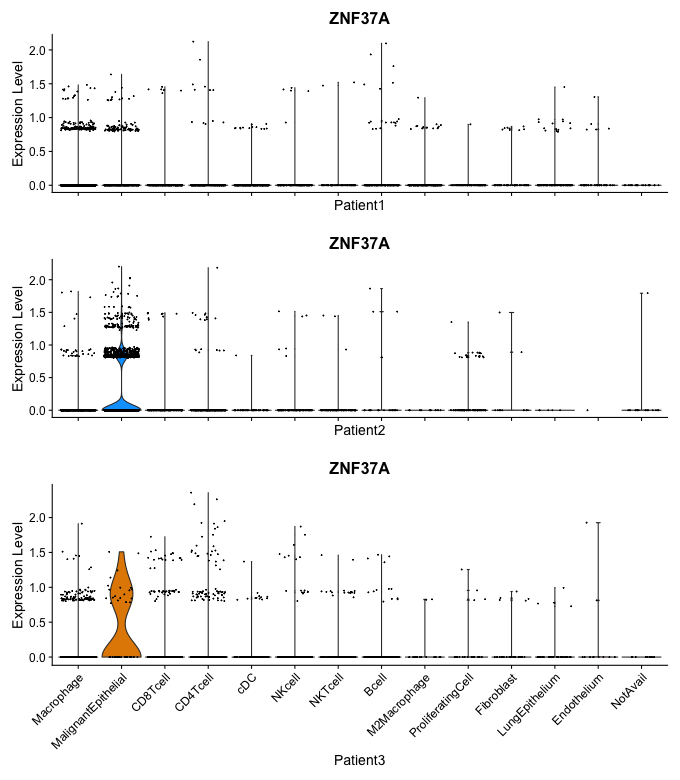 ZNF37A
Expression Level
2.0
1.5
1.0
0.5
0.0
Patient1
ZNF37A
Expression Level
2.0
1.5
1.0
0.5
0.0
Patient2
ZNF37A
Expression Level
2.0
1.5
1.0
0.5
0.0
Macrophage
MalignantEpithelial
CD8Tcell
CD4Tcell
cDC
NKcell
NKTcell
Bcell
M2Macrophage
ProliferatingCell
Fibroblast
LungEpithelium
Endothelium
NotAvail
Patient3